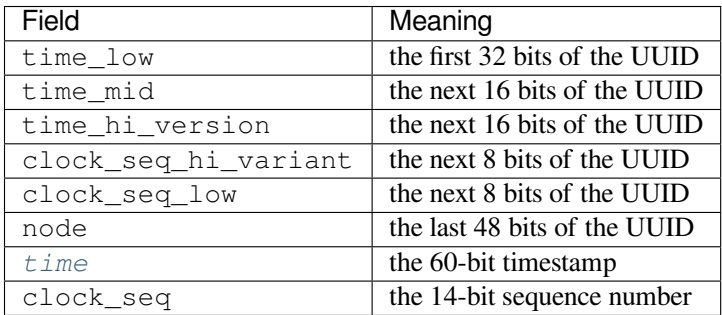 Field Meaning
time_low the first 32 bits of the UUID
time_mid the next 16 bits of the UUID
time_hi_version the next 16 bits of the UUID
clock_seq_hi_variant the next 8 bits of the UUID
clock_seq_low the next 8 bits of the UUID
node the last 48 bits of the UUID
time the 60-bit timestamp
clock_seq the 14-bit sequence number